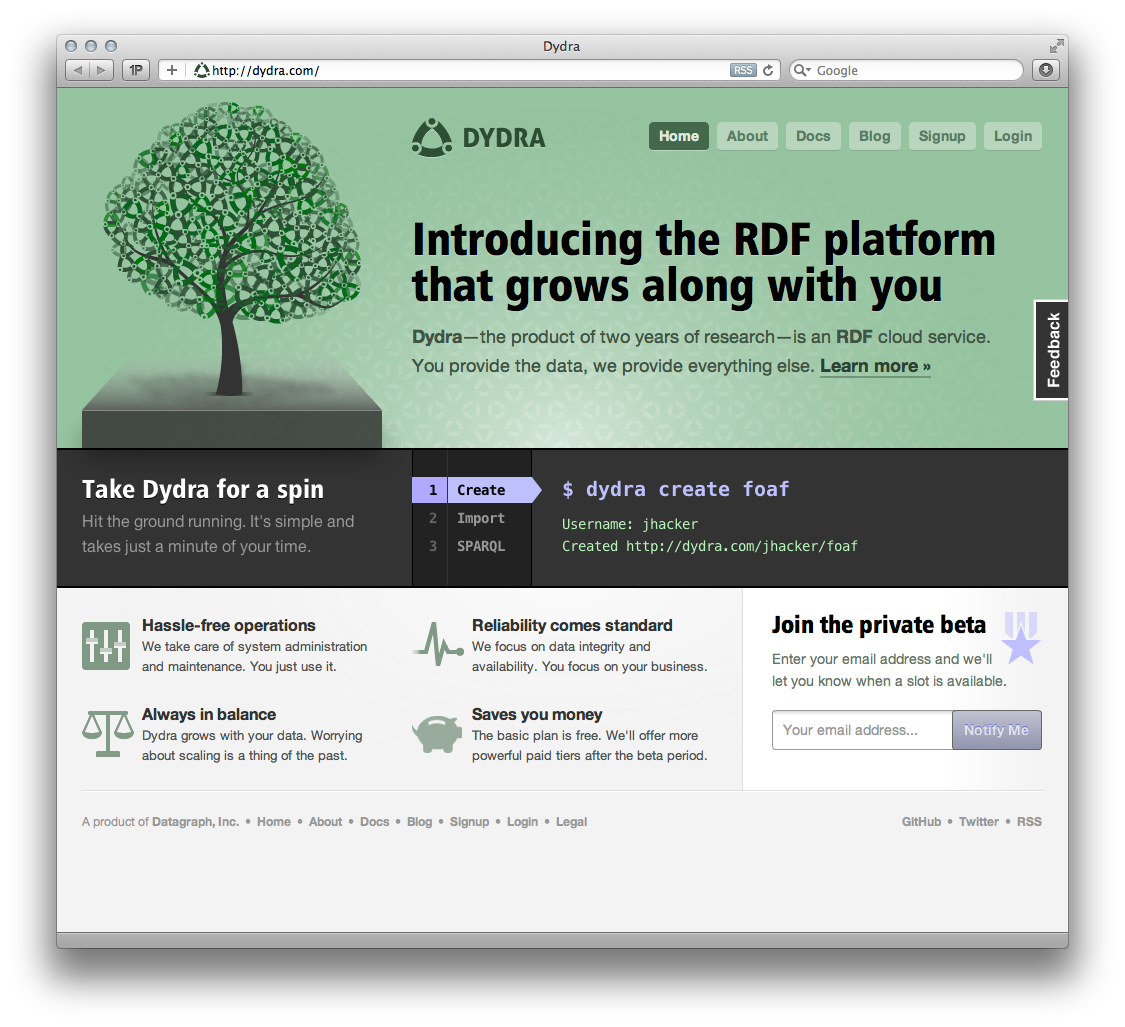 Dydra
1P
+
http://dydra.com/
RSS
Google
DYDRA
Home
About
Docs
Blog
Signup
Login
Introducing the RDF platform
that grows along with you
Dydra—the product of two years of research—is an RDF cloud service.
You provide the data, we provide everything else. Learn more »
Feedback
Take Dydra for a spin
Hit the ground running. It's simple and
takes just a minute of your time.
1 Create
2 Import
3 SPARQL
$ dydra create foaf
Username: jhacker
Created http://dydra.com/jhacker/foaf
Hassle-free operations
We take care of system administration
and maintenance. You just use it.
Reliability comes standard
We focus on data integrity and
availability. You focus on your business.
Always in balance
Dydra grows with your data. Worrying
about scaling is a thing of the past.
Saves you money
The basic plan is free. We'll offer more
powerful paid tiers after the beta period.
Join the private beta
Enter your email address and we'll
let you know when a slot is available.
Your email address...
Notify Me
A product of Datagraph, Inc. • Home • About • Docs • Blog • Signup • Login • Legal
GitHub • Twitter • RSS